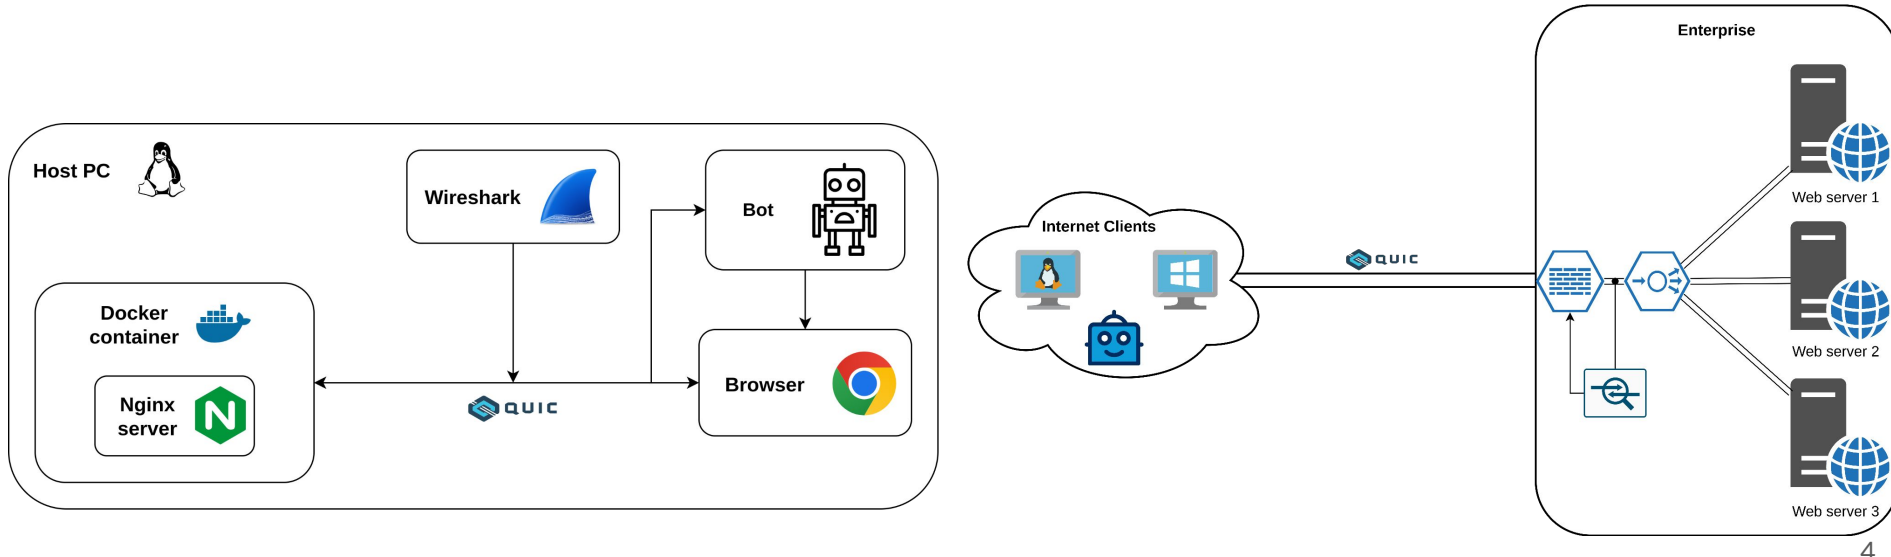 Host PC
Wireshark
Bot
Docker
container
Nginx
server
Browser
QUIC
Internet Clients
QUIC
Enterprise
Web server 1
Web server 2
Web server 3
4